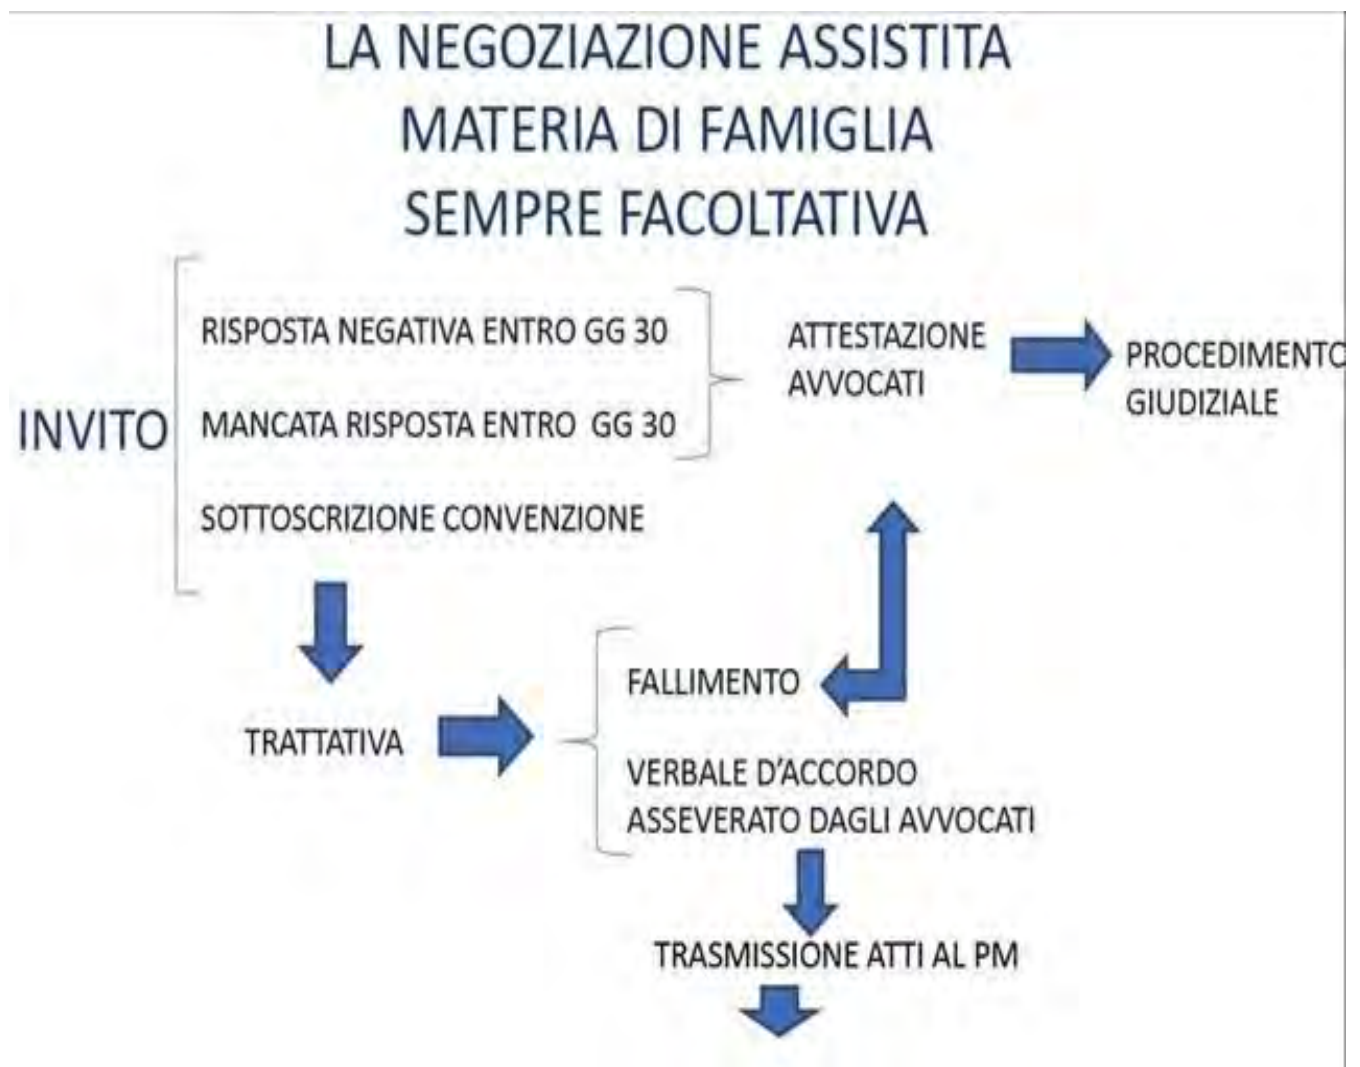 LA NEGOZIAZIONE ASSISTITA
MATERIA DI FAMIGLIA
SEMPRE FACOLTATIVA
INVITO
RISPOSTA NEGATIVA ENTRO GG 30
MANCATA RISPOSTA ENTRO GG 30
SOTTOSCRIZIONE CONVENZIONE
ATTESTAZIONE
AVVOCATI
PROCEDIMENTO
GIUDIZIALE
TRATTATIVA
FALLIMENTO
VERBALE D'ACCORDO
ASSEVERATO DAGLI AVVOCATI
TRASMISSIONE ATTI AL PM